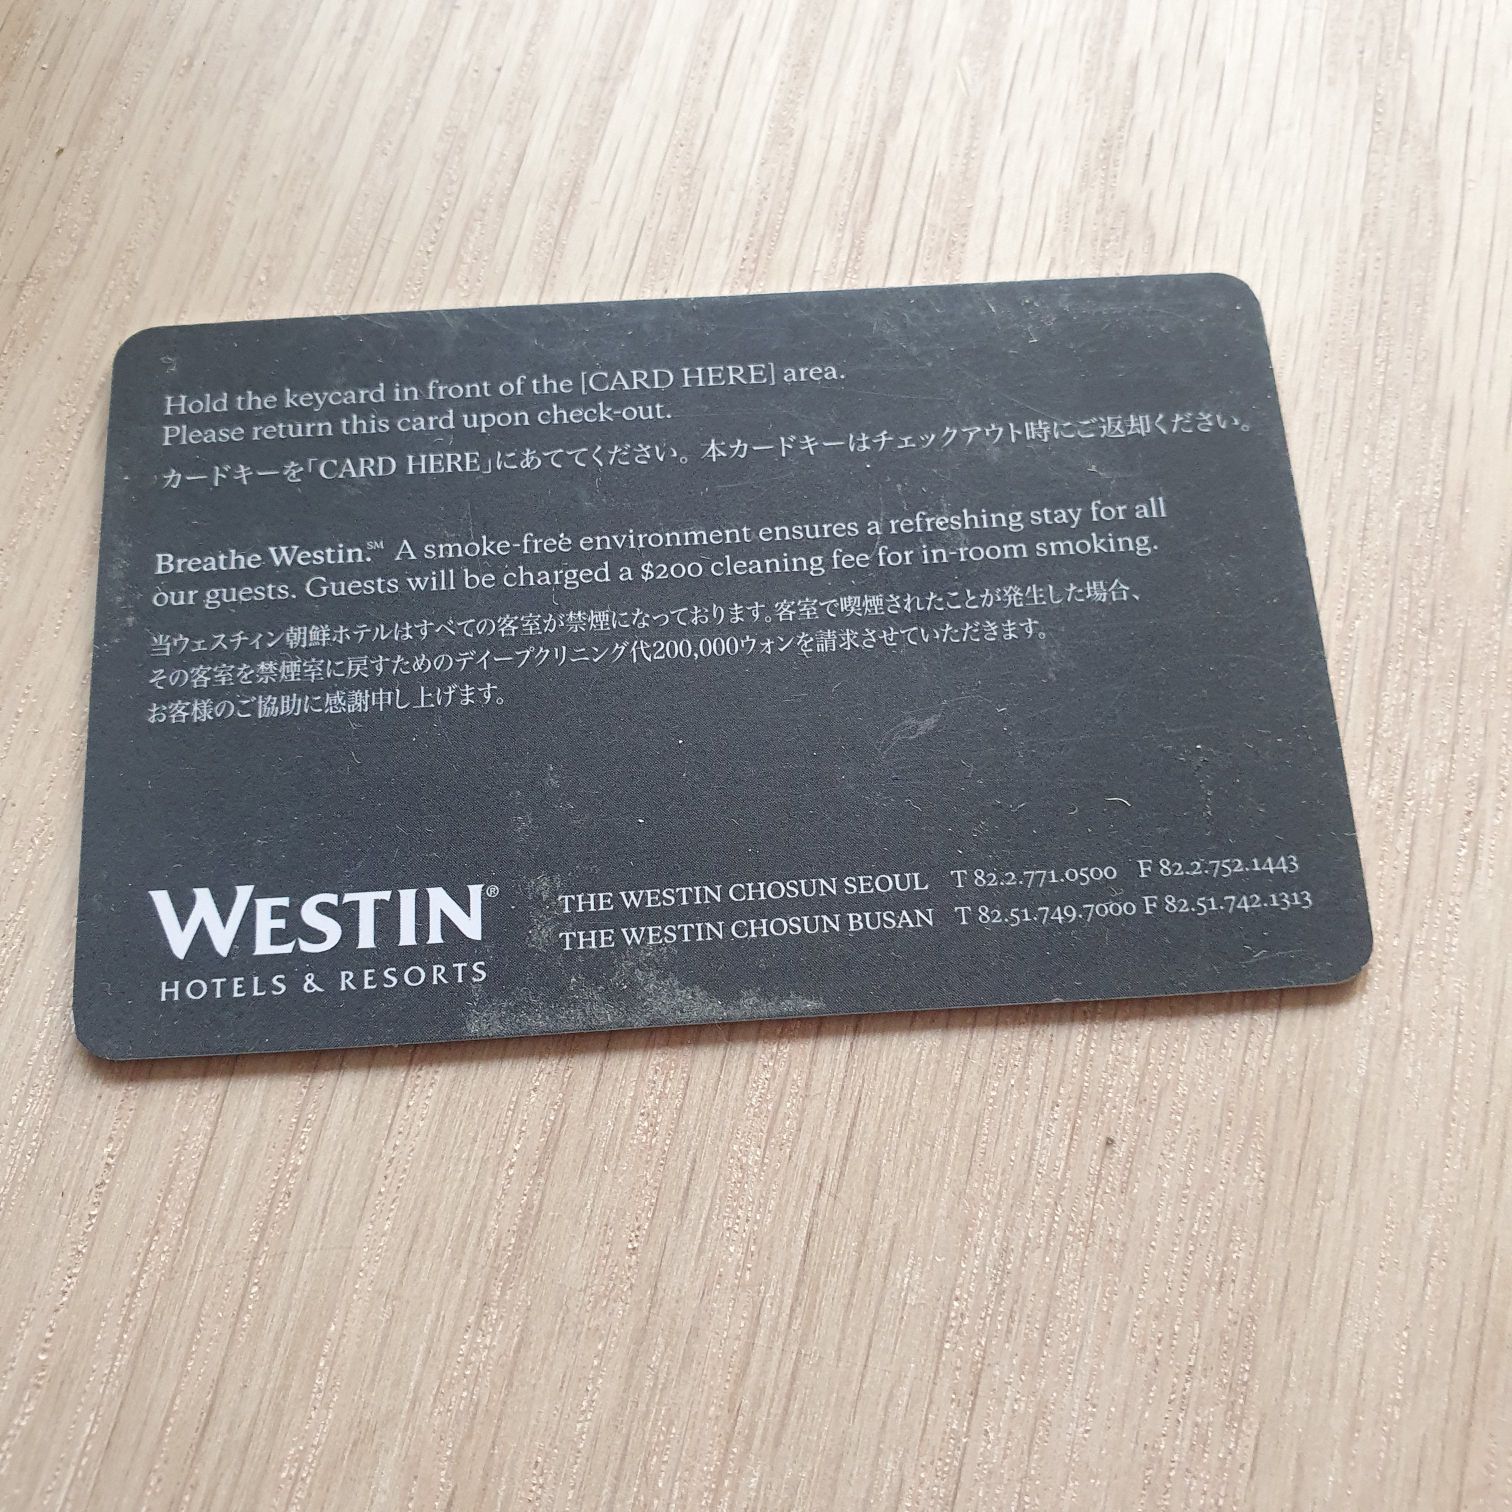 Hold the keycard in front of the [CARD HERE] area.
Please return this card upon check-out.
カードキーを「CARD HERE」にあててください。本カードキーはチェックアウト時にご返却ください。
Breathe Westin.℠ A smoke-free environment ensures a refreshing stay for all
our guests. Guests will be charged a $200 cleaning fee for in-room smoking.
当ウェスチィン朝鮮ホテルはすべての客室が禁煙になっております。客室で喫煙されたことが発生した場合、
その客室を禁煙室に戻すためのデイープクリニング代200,000ウォンを請求させていただきます。
お客様のご協助に感謝申し上げます。
WESTIN®
HOTELS & RESORTS
THE WESTIN CHOSUN SEOUL T 82.2.771.0500 F 82.2.752.1443
THE WESTIN CHOSUN BUSAN T 82.51.749.7000 F 82.51.742.1313